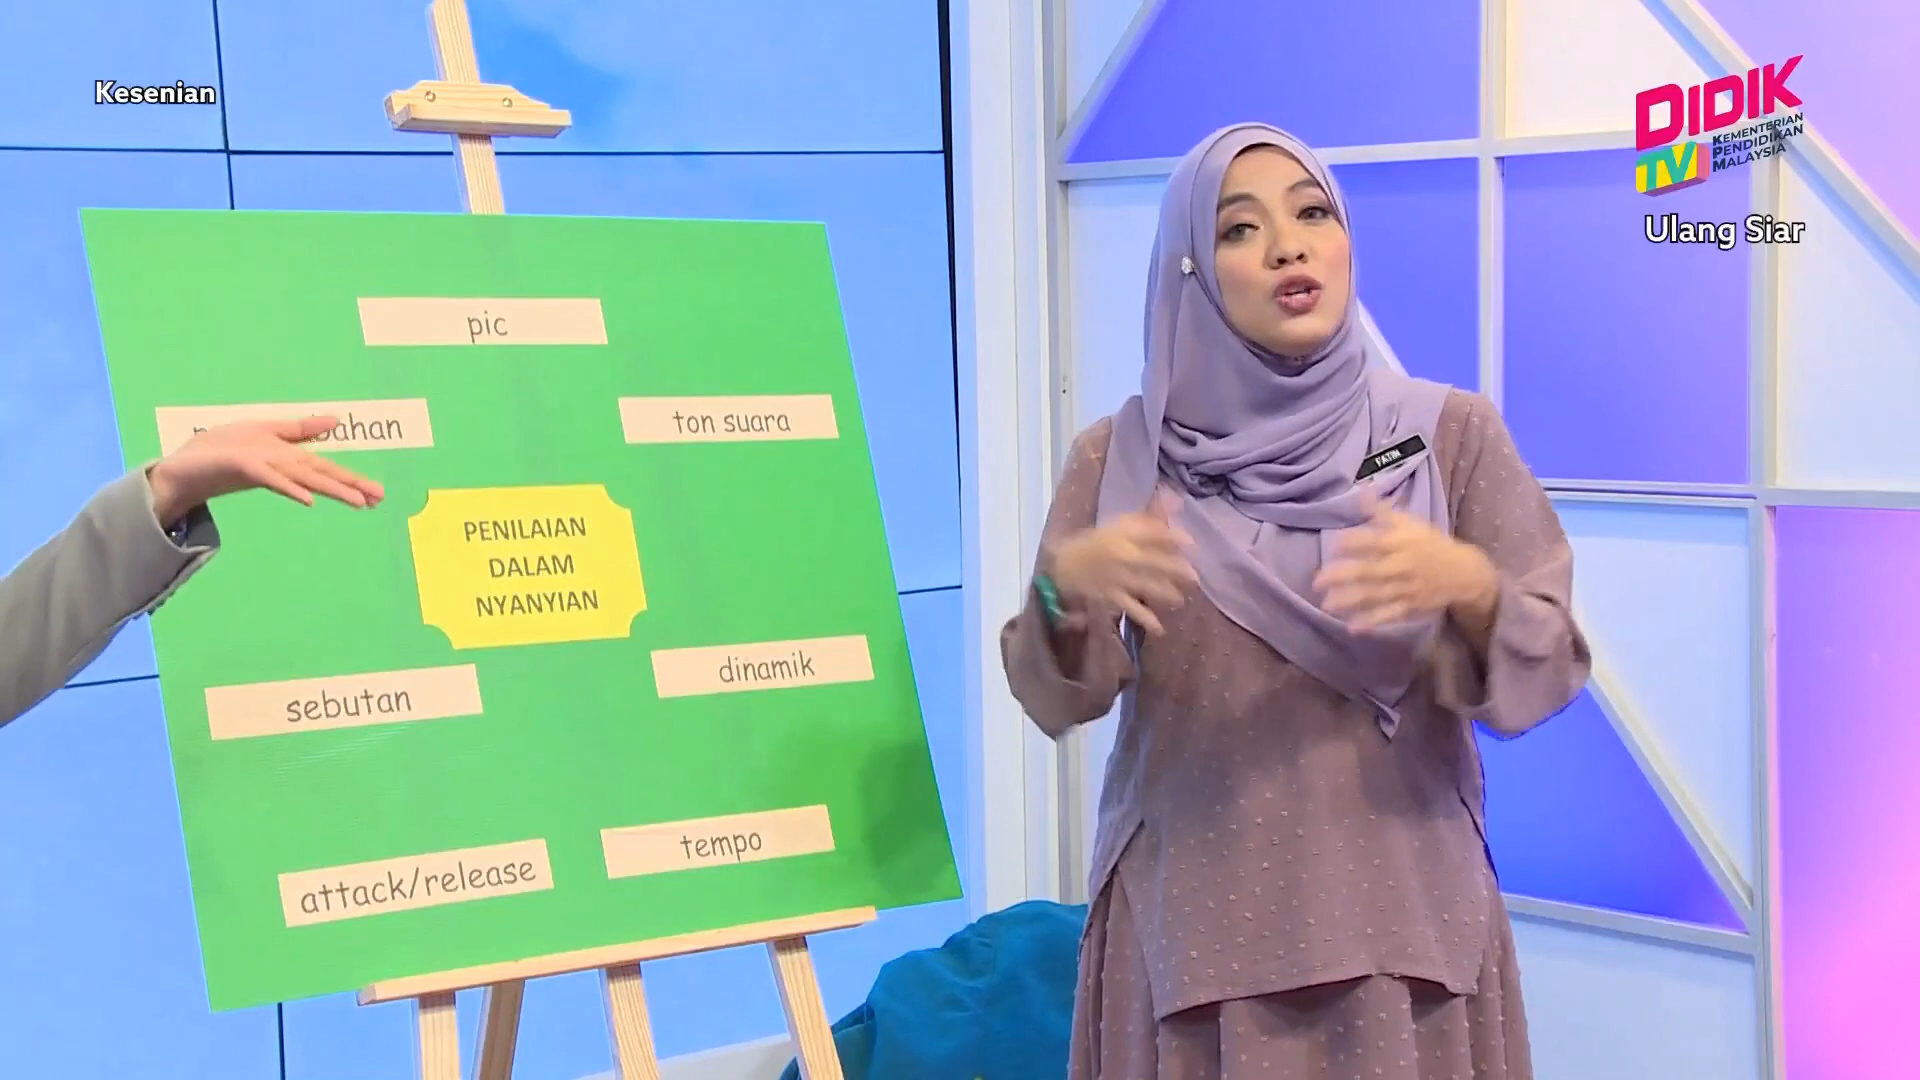 Kesenian
DIDIK
TV
KEMENTERIAN
PENDIDIKAN
MALAYSIA
Ulang Siar
pic
ton suara
FATIN
PENILAIAN
DALAM
NYANYIAN
sebutan
dinamik
attack/release
tempo